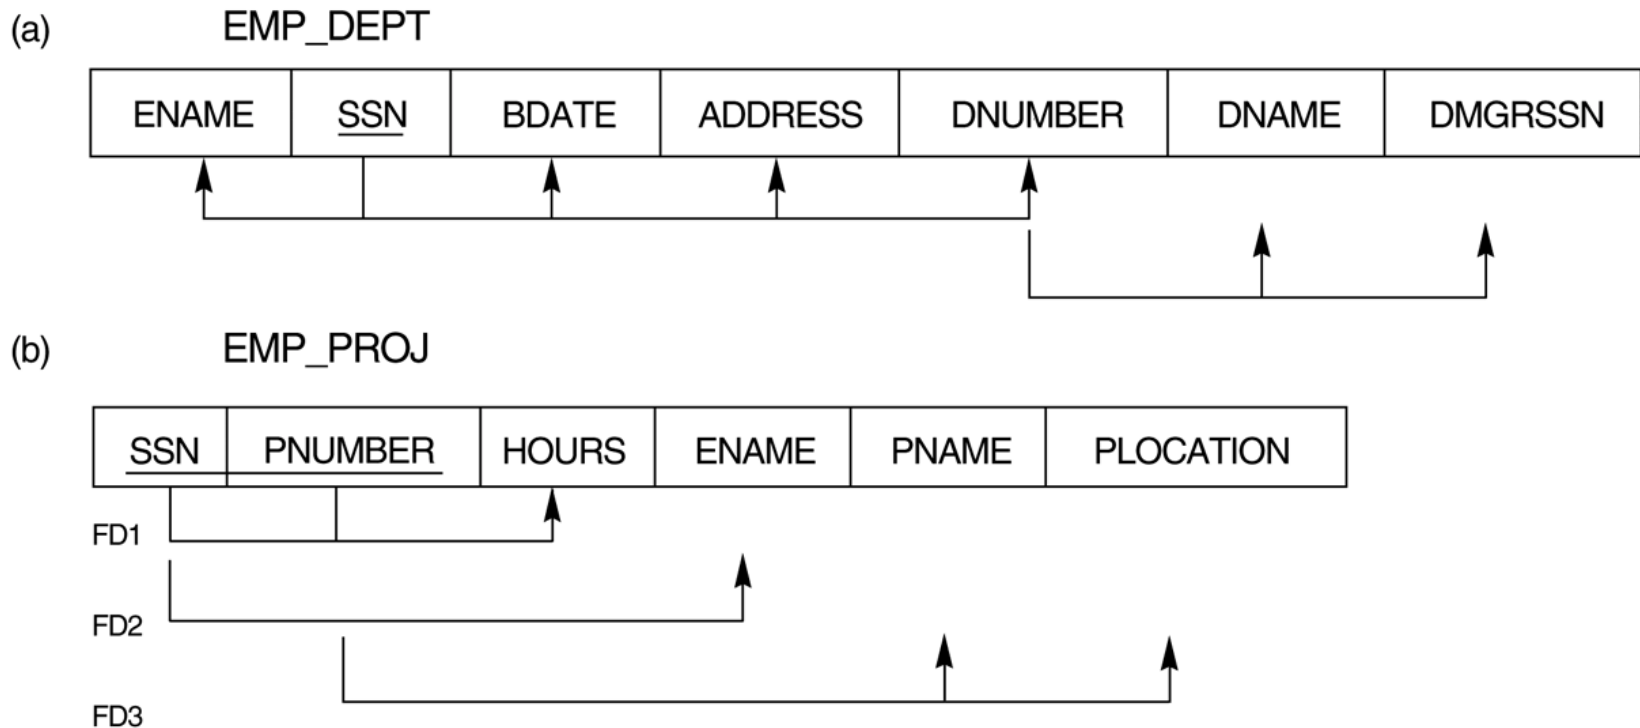 (a) EMP_DEPT
ENAME SSN BDATE ADDRESS DNUMBER DNAME DMGRSSN
(b) EMP_PROJ
SSN PNUMBER HOURS ENAME PNAME PLOCATION
FD1
FD2
FD3